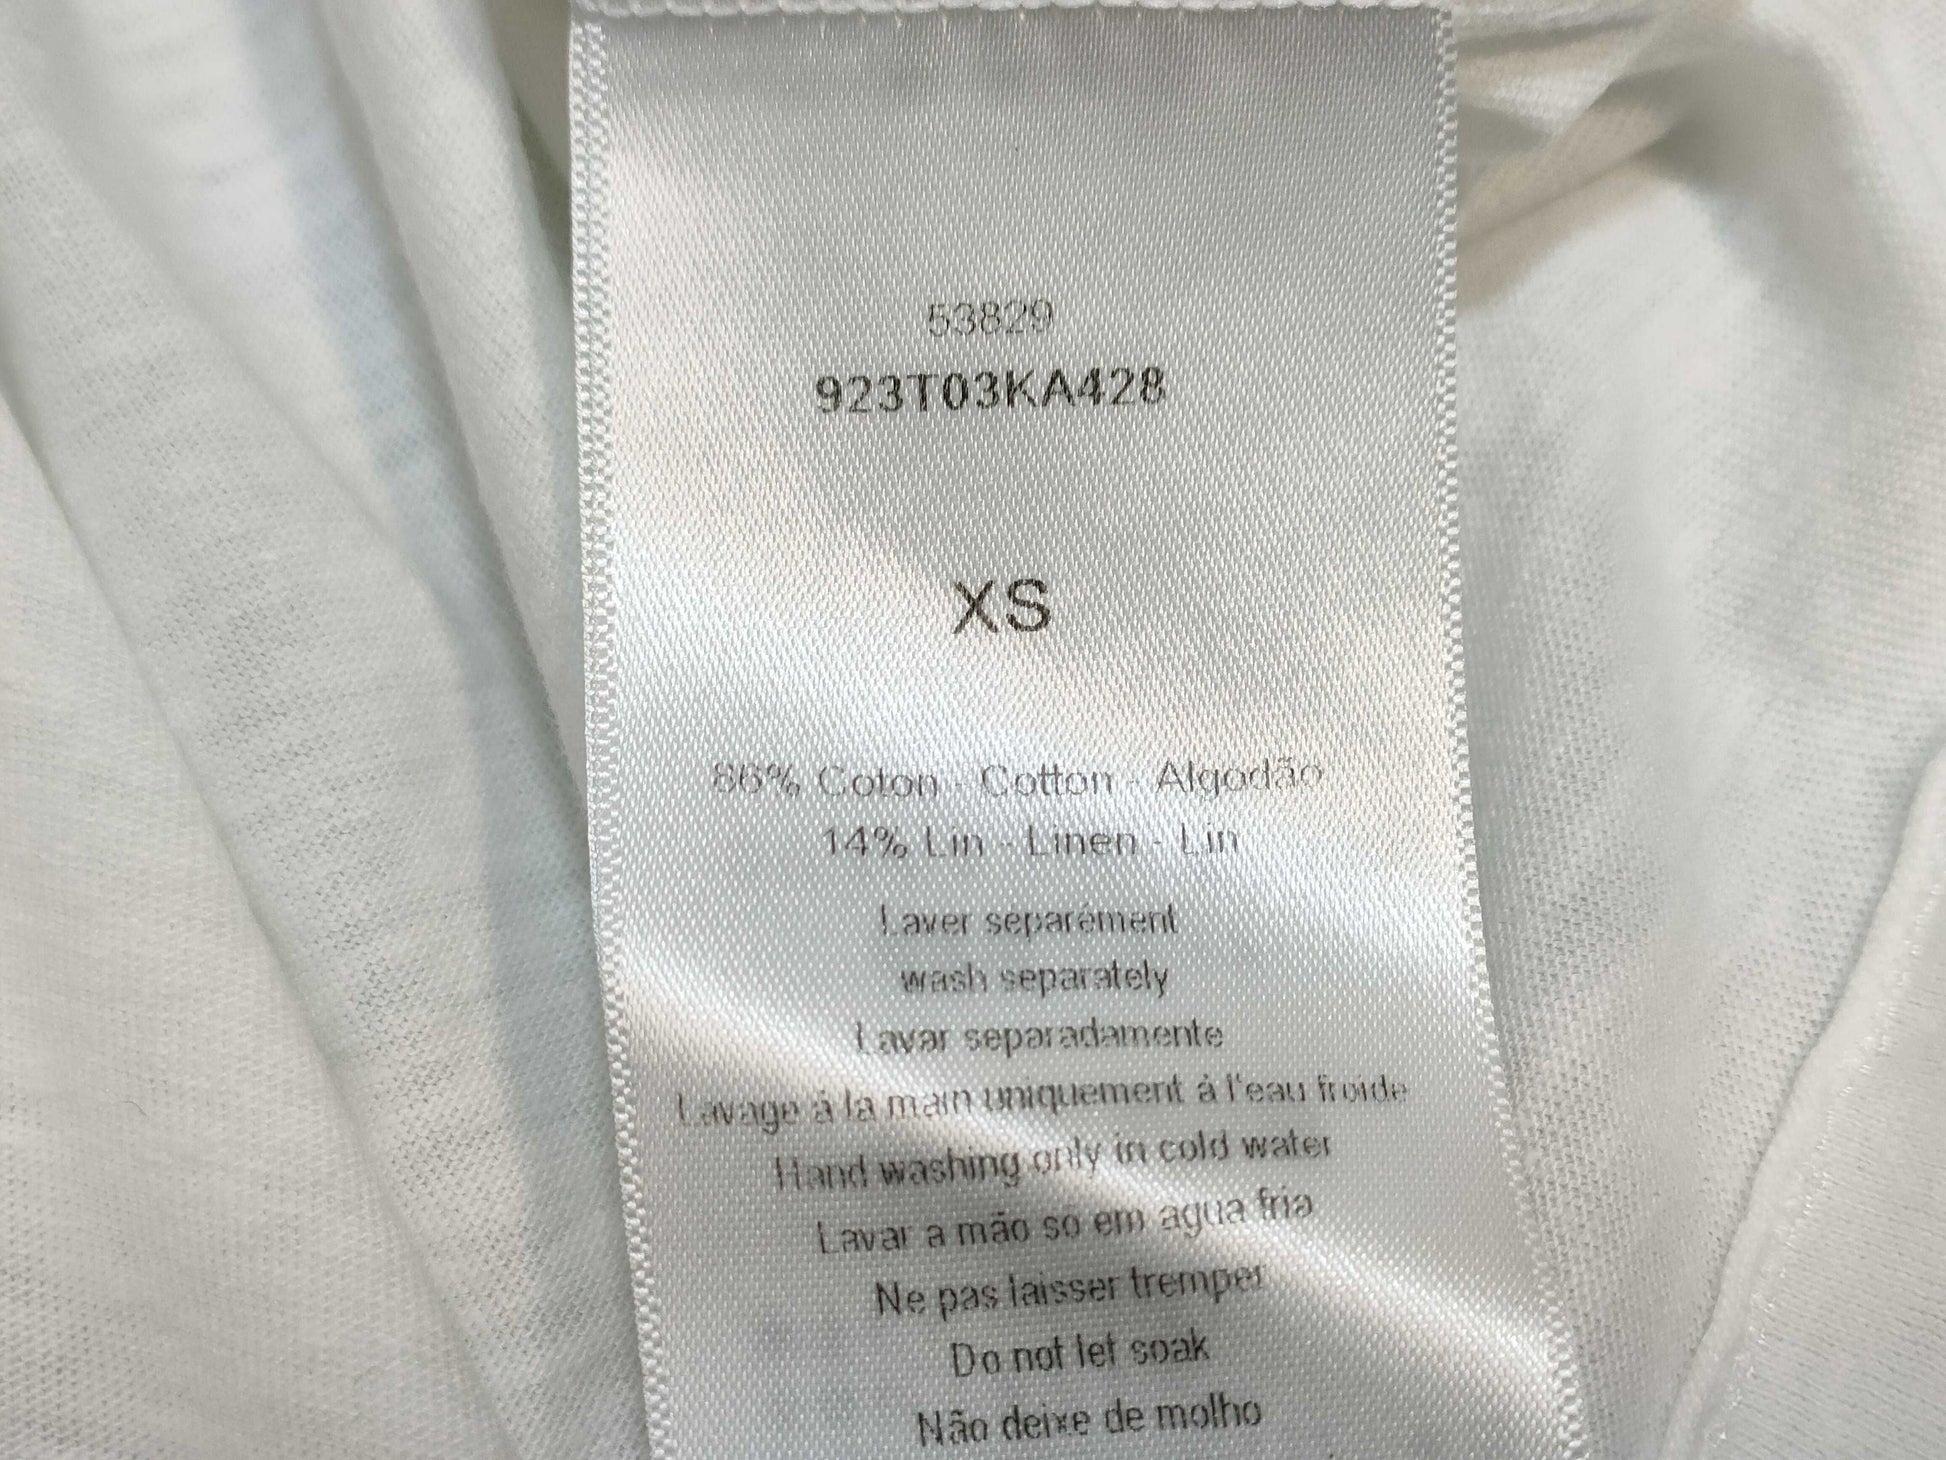 53829
923T03KA428
XS
86% Coton - Cotton - Algodão
14% Lin - Linen - Lin
Laver separément
wash separately
Lavar separadamente
Lavage à la main uniquement à l'eau froide
Hand washing only in cold water
Lavar a mão so em agua fria
Ne pas laisser tremper
Do not let soak
Não deixe de molho